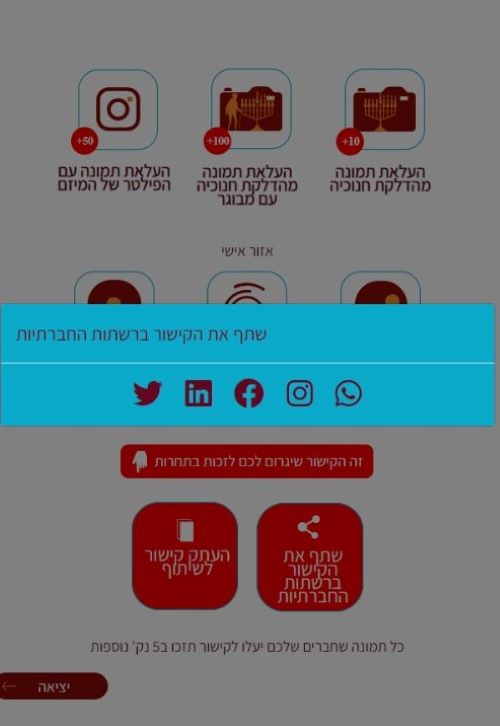 +10
העלאת תמונה
מהדלקת חנוכיה
+100
העלאת תמונה
מהדלקת חנוכיה
עם מבוגר
+50
העלאת תמונה עם
הפילטר של המיזם
אזור אישי
שתף את הקישור ברשתות החברתיות
זה הקישור שיגרום לכם לזכות בתחרות
שתף את
הקישור
ברשתות
החברתיות
העתק קישור
לשיתוף
כל תמונה שחברים שלכם יעלו לקישור תזכו ב5 נק' נוספות
יציאה